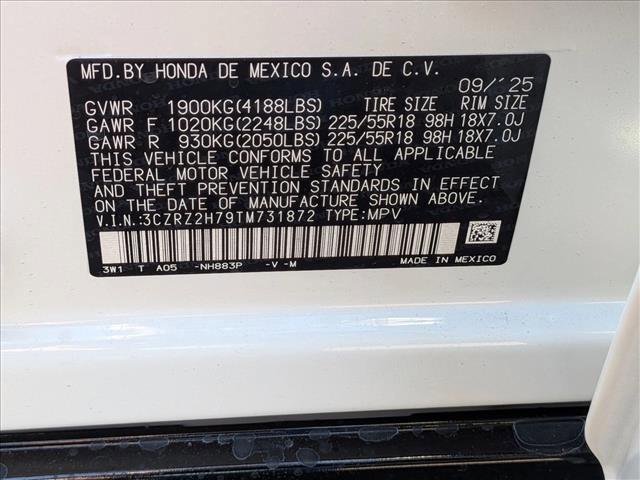 MFD. BY HONDA DE MEXICO S.A. DE C.V.
09/'25
GVWR 1900KG(4188LBS) TIRE SIZE RIM SIZE
GAWR F 1020KG(2248LBS) 225/55R18 98H 18X7.0J
GAWR R 930KG(2050LBS) 225/55R18 98H 18X7.0J
THIS VEHICLE CONFORMS TO ALL APPLICABLE
FEDERAL MOTOR VEHICLE SAFETY
AND THEFT PREVENTION STANDARDS IN EFFECT
ON THE DATE OF MANUFACTURE SHOWN ABOVE.
V.I.N.:3CZRZ2H79TM731872 TYPE:MPV
3W1 T A05 -NH883P -V -M MADE IN MEXICO